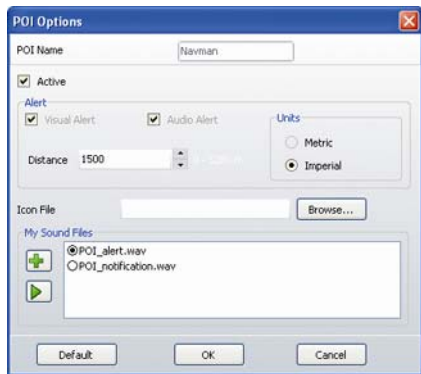 POI Options
POI Name Navman
Active
Alert
Visual Alert Audio Alert
Distance 1500
Units
Metric
Imperial
Icon File Browse...
My Sound Files
POI_alert.wav
POI_notification.wav
Default OK Cancel